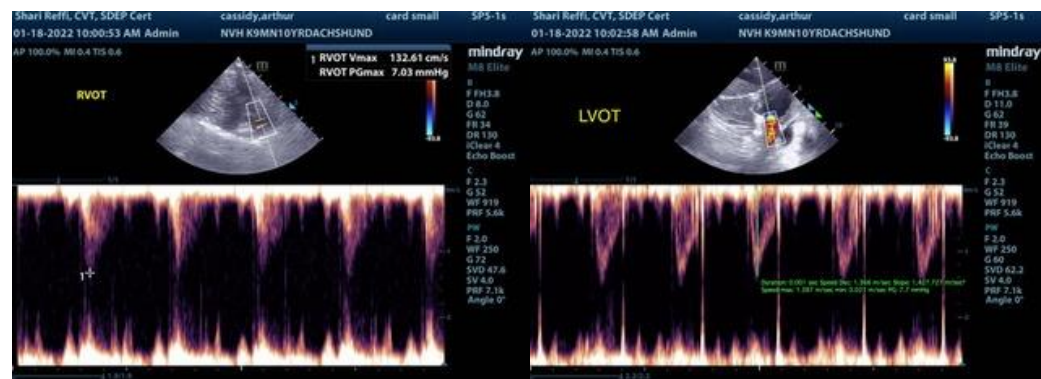 Shari Reffi, CVT, SDEP Cert cassidy,arthur card small SP5-1s
01-18-2022 10:00:53 AM Admin NVH K9MN10YRDACHSHUND
AP 100.0% MI 0.4 TIS 0.6
mindray
M8 Elite
1 RVOT Vmax 132.61 cm/s
RVOT PGmax 7.03 mmHg
RVOT
B
F FH3.8
D 8.0
G 62
FR 34
DR 130
iClear 4
Echo Boost
C
F 2.3
G 52
WF 919
PRF 5.6k
PW
F 2.0
WF 250
G 72
SVD 47.6
SV 4.0
PRF 7.1k
Angle 0°
1
Shari Reffi, CVT, SDEP Cert cassidy,arthur card small SP5-1s
01-18-2022 10:02:58 AM Admin NVH K9MN10YRDACHSHUND
AP 100.0% MI 0.4 TIS 0.6
mindray
M8 Elite
LVOT
B
F FH3.8
D 11.0
G 62
FR 39
DR 130
iClear 4
Echo Boost
C
F 2.3
G 52
WF 919
PRF 5.6k
PW
F 2.0
WF 250
G 60
SVD 62.2
SV 4.0
PRF 7.1k
Angle 0°